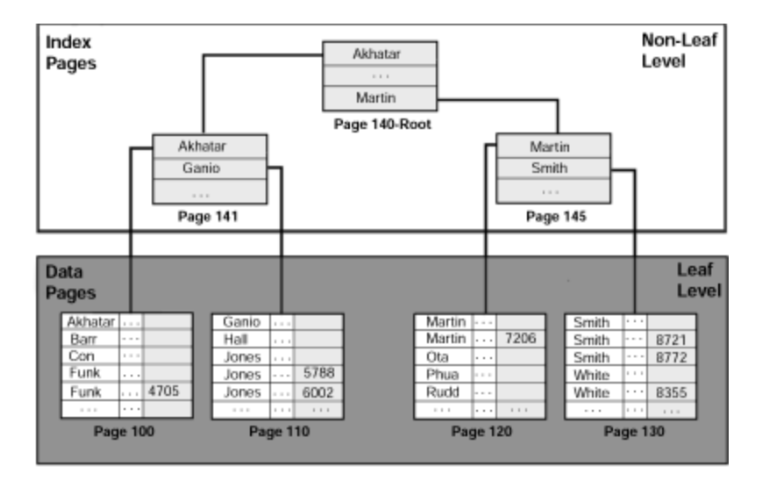 Index
Pages
Non-Leaf
Level
Akhatar
. . .
Martin
Page 140-Root
Akhatar
Ganio
. . .
Page 141
Martin
Smith
. . .
Page 145
Data
Pages
Leaf
Level
Akhatar . . .
Barr . . .
Con . . .
Funk . . .
Funk . . . 4705
. . . . . .
Page 100
Ganio . . .
Hall . . .
Jones . . .
Jones . . . 5788
Jones . . . 6002
. . . . . . . . .
Page 110
Martin . . .
Martin . . . 7206
Ota . . .
Phua . . .
Rudd . . .
. . . . . . . . .
Page 120
Smith . . .
Smith . . . 8721
Smith . . . 8772
White . . .
White . . . 8355
. . . . . . . . .
Page 130